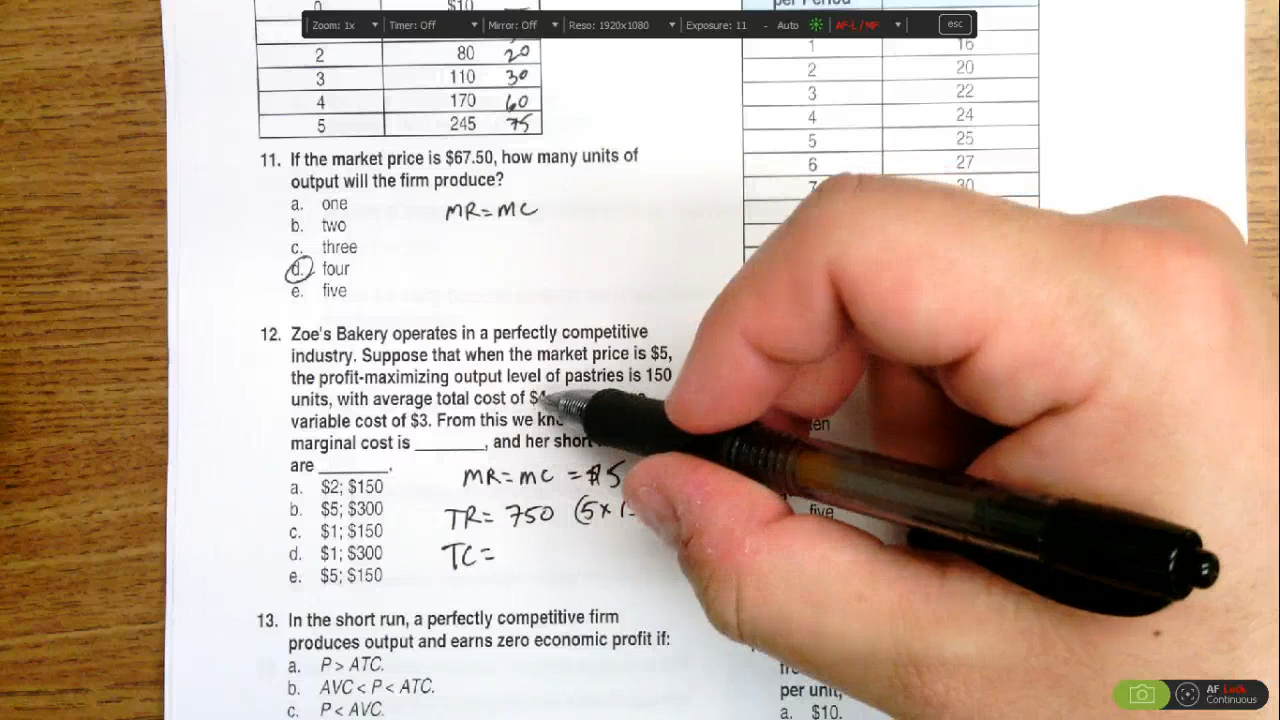 Zoom: 1x Timer: Off Mirror: Off Reso: 1920x1080 Exposure: 11 - Auto AF-L / MF esc
0 $10
2 80 20
3 110 30
4 170 60
5 245 75
11. If the market price is $67.50, how many units of
output will the firm produce?
a. one
MR=MC
b. two
c. three
d. four
e. five
12. Zoe's Bakery operates in a perfectly competitive
industry. Suppose that when the market price is $5,
the profit-maximizing output level of pastries is 150
units, with average total cost of $4
variable cost of $3. From this we
marginal cost is ______, and her short
are ______.
MR=MC = $5
a. $2; $150
b. $5; $300
TR= 750 (5×
c. $1; $150
d. $1; $300
TC=
e. $5; $150
13. In the short run, a perfectly competitive firm
produces output and earns zero economic profit if:
a. P > ATC.
b. AVC < P < ATC.
c. P < AVC.
per Period
1 16
2 20
3 22
4 24
5 25
6 27
7 30
five
per unit,
a. $10.
AF Lock
Continuous